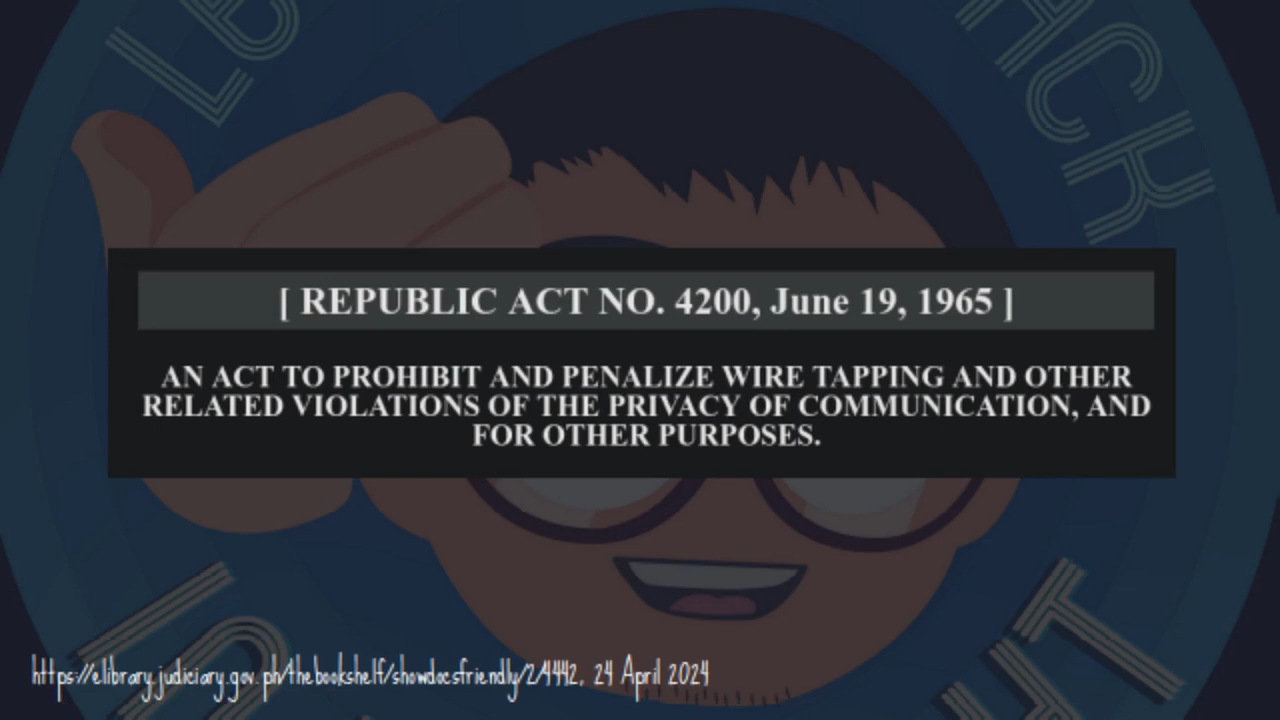 [ REPUBLIC ACT NO. 4200, June 19, 1965 ]
AN ACT TO PROHIBIT AND PENALIZE WIRE TAPPING AND OTHER
RELATED VIOLATIONS OF THE PRIVACY OF COMMUNICATION, AND
FOR OTHER PURPOSES.
https://elibrary.judiciary.gov.ph/thebookshelf/showdocsfriendly/2/4442, 24 April 2024